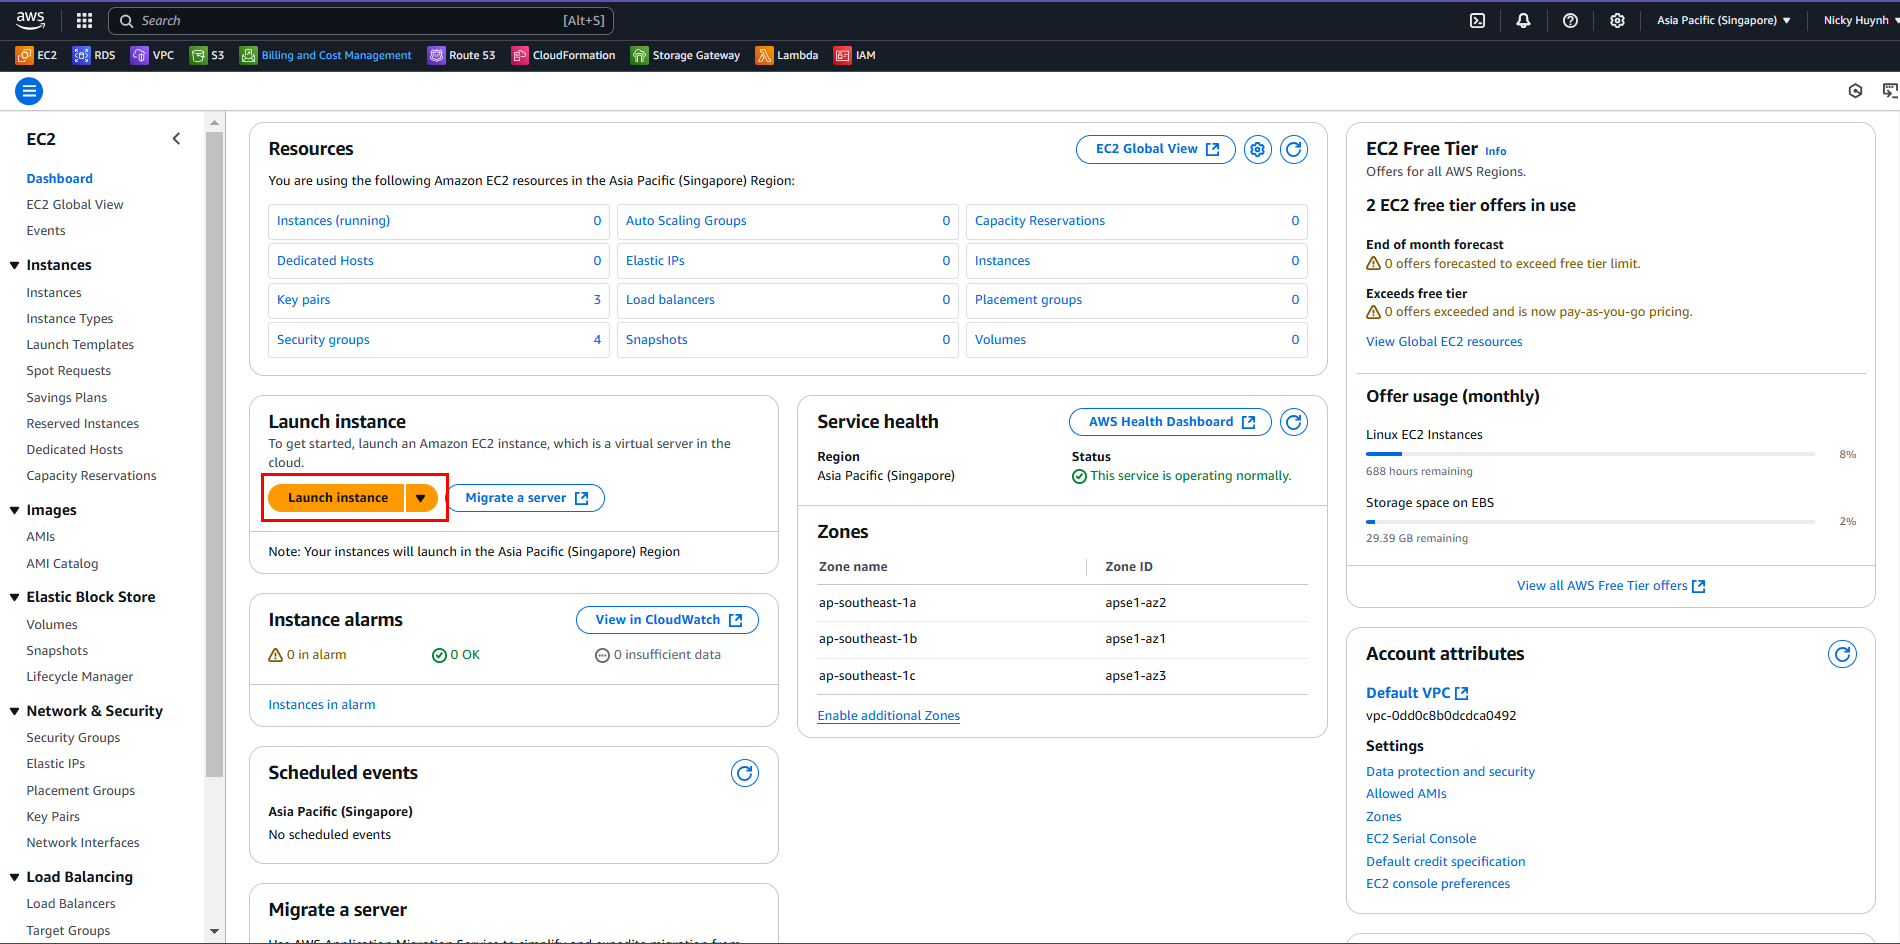 aws
Search
[Alt+S]
Asia Pacific (Singapore)
Nicky Huynh
EC2
RDS
VPC
S3
Billing and Cost Management
Route 53
CloudFormation
Storage Gateway
Lambda
IAM
EC2
Dashboard
EC2 Global View
Events
Instances
Instances
Instance Types
Launch Templates
Spot Requests
Savings Plans
Reserved Instances
Dedicated Hosts
Capacity Reservations
Images
AMIs
AMI Catalog
Elastic Block Store
Volumes
Snapshots
Lifecycle Manager
Network & Security
Security Groups
Elastic IPs
Placement Groups
Key Pairs
Network Interfaces
Load Balancing
Load Balancers
Target Groups
Resources
EC2 Global View
You are using the following Amazon EC2 resources in the Asia Pacific (Singapore) Region:
Instances (running) 0
Auto Scaling Groups 0
Capacity Reservations 0
Dedicated Hosts 0
Elastic IPs 0
Instances 0
Key pairs 3
Load balancers 0
Placement groups 0
Security groups 4
Snapshots 0
Volumes 0
Launch instance
To get started, launch an Amazon EC2 instance, which is a virtual server in the
cloud.
Launch instance
Migrate a server
Note: Your instances will launch in the Asia Pacific (Singapore) Region
Instance alarms
View in CloudWatch
0 in alarm
0 OK
0 insufficient data
Instances in alarm
Scheduled events
Asia Pacific (Singapore)
No scheduled events
Migrate a server
Use AWS Application Migration Service to simplify and expedite migration from
Service health
AWS Health Dashboard
Region
Asia Pacific (Singapore)
Status
This service is operating normally.
Zones
Zone name
Zone ID
ap-southeast-1a
apse1-az2
ap-southeast-1b
apse1-az1
ap-southeast-1c
apse1-az3
Enable additional Zones
EC2 Free Tier Info
Offers for all AWS Regions.
2 EC2 free tier offers in use
End of month forecast
0 offers forecasted to exceed free tier limit.
Exceeds free tier
0 offers exceeded and is now pay-as-you-go pricing.
View Global EC2 resources
Offer usage (monthly)
Linux EC2 Instances
8%
688 hours remaining
Storage space on EBS
2%
29.39 GB remaining
View all AWS Free Tier offers
Account attributes
Default VPC
vpc-0dd0c8b0dcdca0492
Settings
Data protection and security
Allowed AMIs
Zones
EC2 Serial Console
Default credit specification
EC2 console preferences